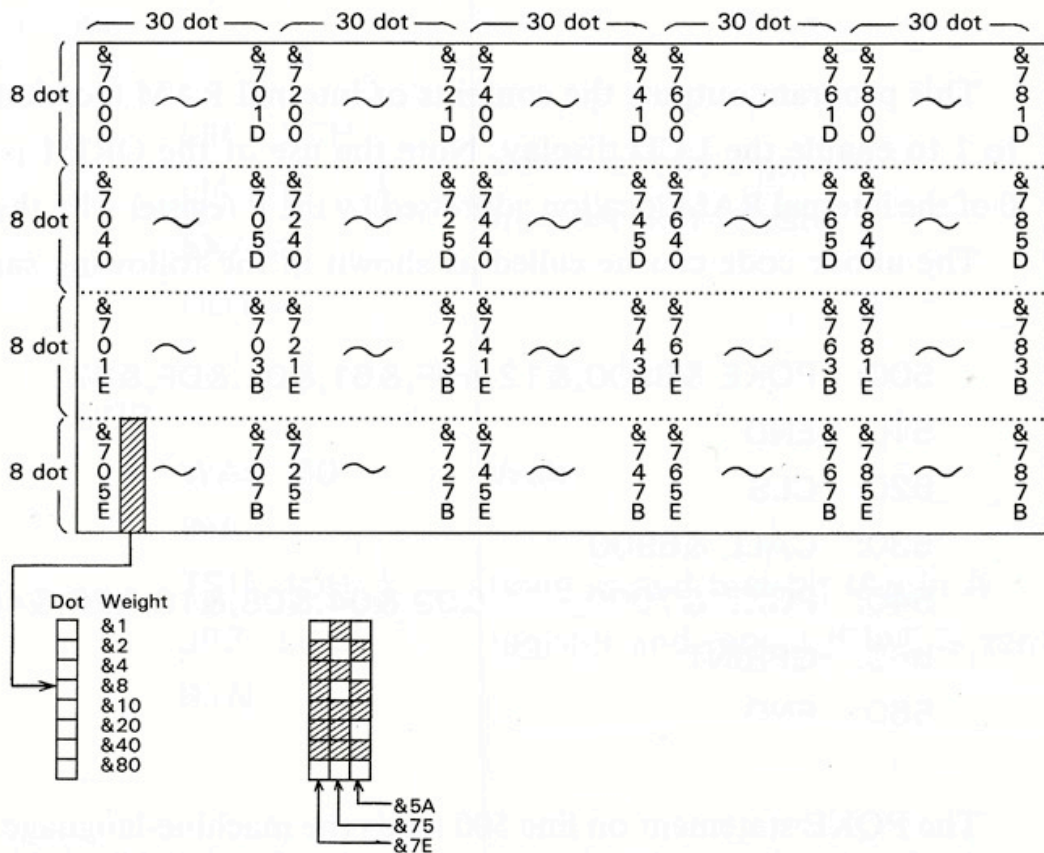 30 dot 30 dot 30 dot 30 dot 30 dot
8 dot &7000 ~ &701D &7200 ~ &721D &7400 ~ &741D &7600 ~ &761D &7800 ~ &781D
8 dot &7040 ~ &705D &7240 ~ &725D &7440 ~ &745D &7640 ~ &765D &7840 ~ &785D
8 dot &701E ~ &703B &721E ~ &723B &741E ~ &743B &761E ~ &763B &781E ~ &783B
8 dot &705E ~ &707B &725E ~ &727B &745E ~ &747B &765E ~ &767B &785E ~ &787B
Dot Weight
&1
&2
&4
&8
&10
&20
&40
&80
&5A
&75
&7E